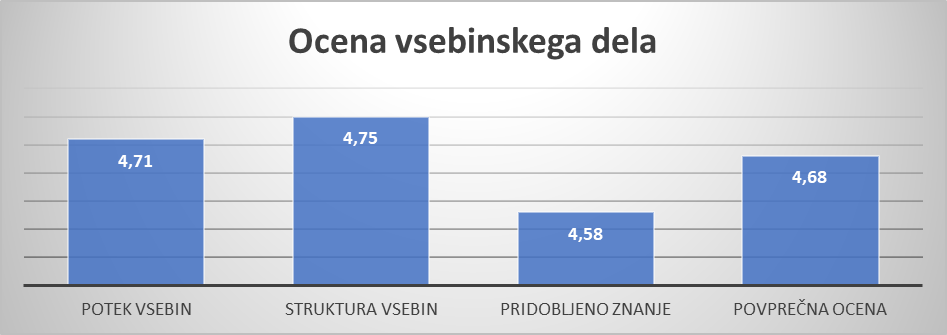 Ocena vsebinskega dela
4,71
4,75
4,58
4,68
POTEK VSEBIN
STRUKTURA VSEBIN
PRIDOBLJENO ZNANJE
POVPREČNA OCENA